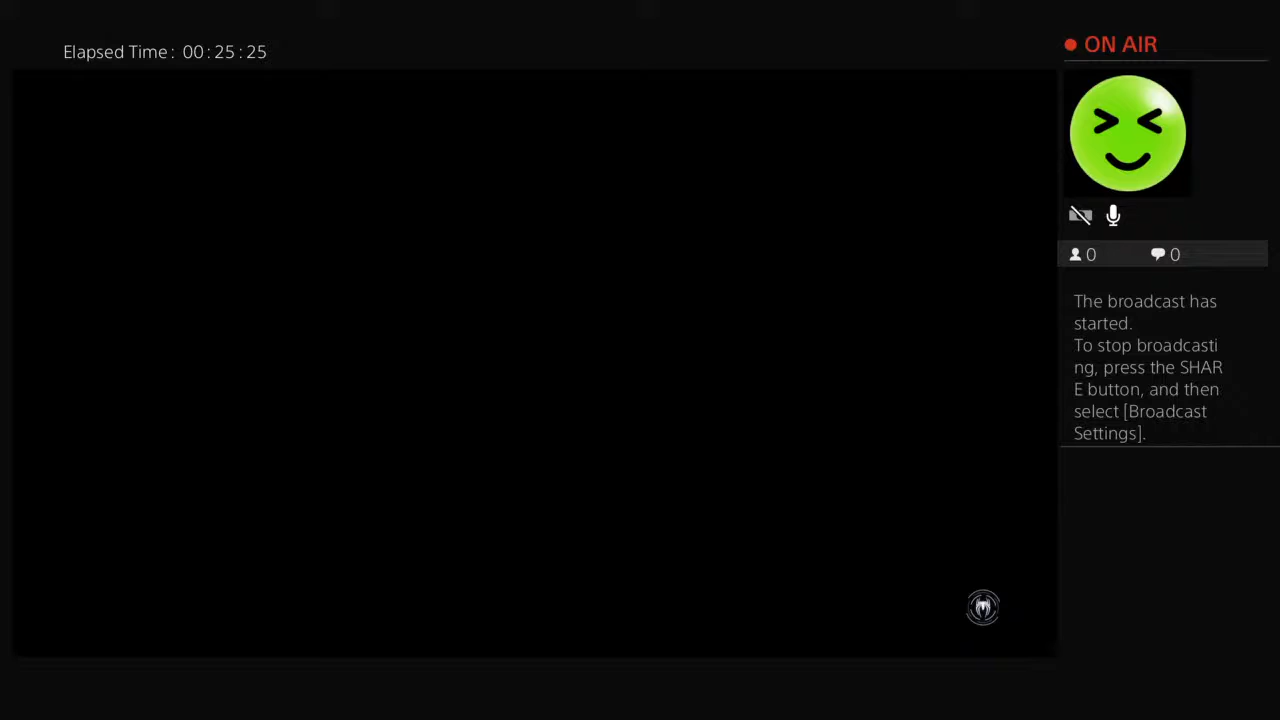 Elapsed Time: 00:25:25
ON AIR
0 0
The broadcast has
started.
To stop broadcasti
ng, press the SHAR
E button, and then
select [Broadcast
Settings].